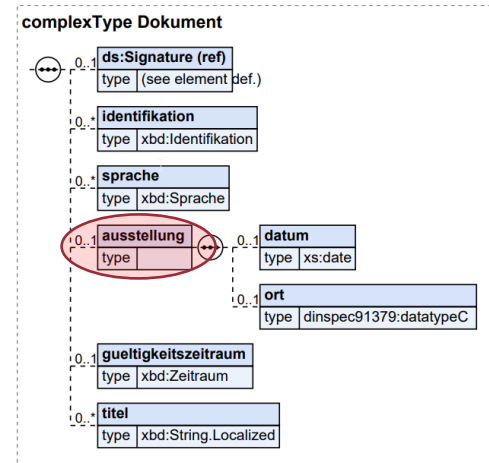 complexType Dokument
0..1 ds:Signature (ref)
type (see element def.)
0..* identifikation
type xbd:Identifikation
0..* sprache
type xbd:Sprache
0..1 ausstellung
type
0..1 datum
type xs:date
0..1 ort
type dinspec91379:datatypeC
0..1 gueltigkeitszeitraum
type xbd:Zeitraum
0..* titel
type xbd:String.Localized